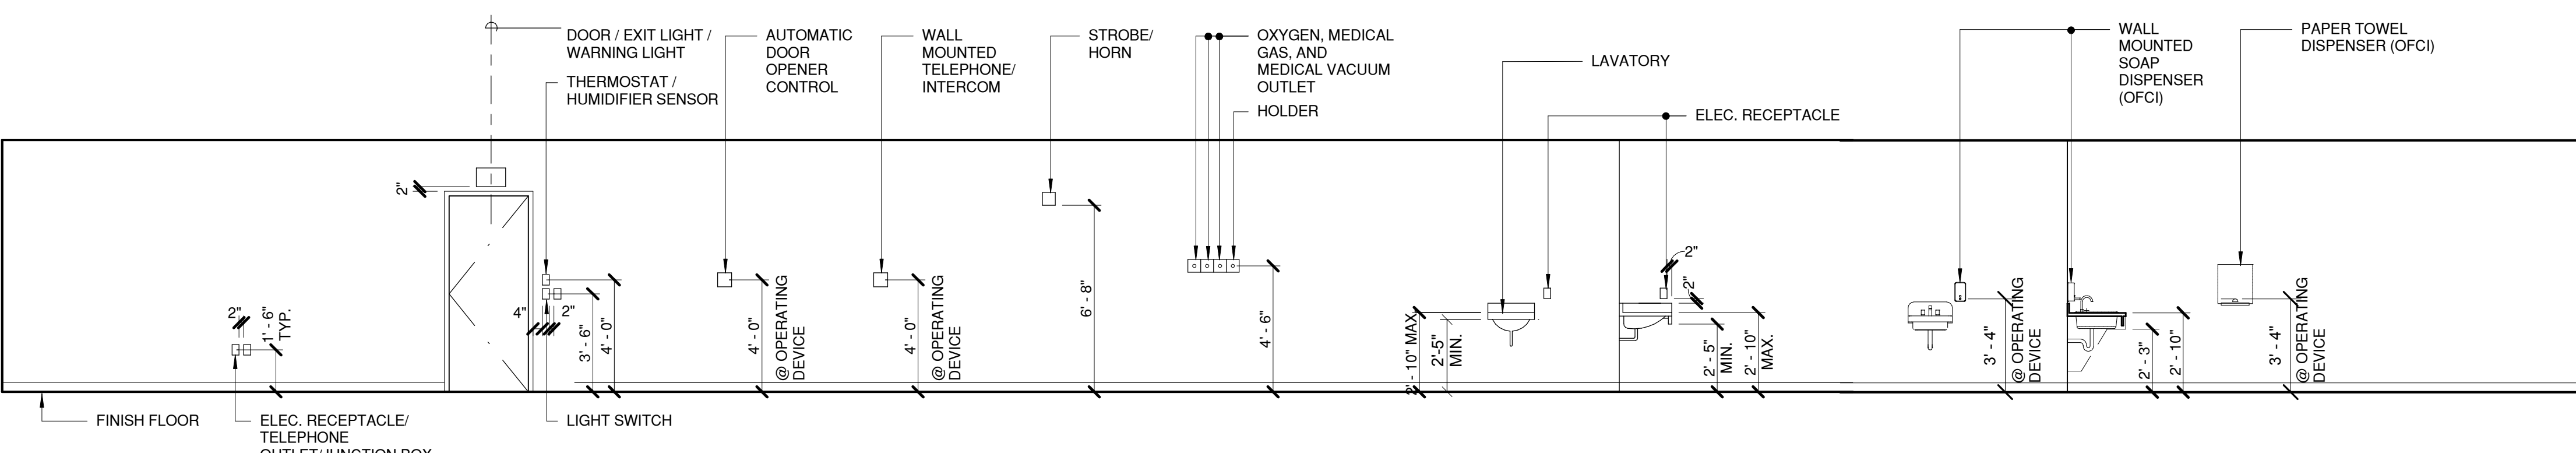 DOOR / EXIT LIGHT /
WARNING LIGHT
THERMOSTAT /
HUMIDIFIER SENSOR
AUTOMATIC
DOOR
OPENER
CONTROL
WALL
MOUNTED
TELEPHONE/
INTERCOM
STROBE/
HORN
OXYGEN, MEDICAL
GAS, AND
MEDICAL VACUUM
OUTLET
HOLDER
LAVATORY
ELEC. RECEPTACLE
WALL
MOUNTED
SOAP
DISPENSER
(OFCI)
PAPER TOWEL
DISPENSER (OFCI)
2"
1' - 6"
TYP.
2"
4"
2"
3' - 6"
4' - 0"
4' - 0"
@ OPERATING
DEVICE
4' - 0"
@ OPERATING
DEVICE
6' - 8"
4' - 6"
2' - 10" MAX.
2-5"
MIN.
2"
2"
2' - 5"
MIN.
2' - 10"
MAX.
3' - 4"
@ OPERATING
DEVICE
2' - 3"
2' - 10"
3' - 4"
@ OPERATING
DEVICE
FINISH FLOOR
ELEC. RECEPTACLE/
TELEPHONE
OUTLET/JUNCTION BOX
LIGHT SWITCH